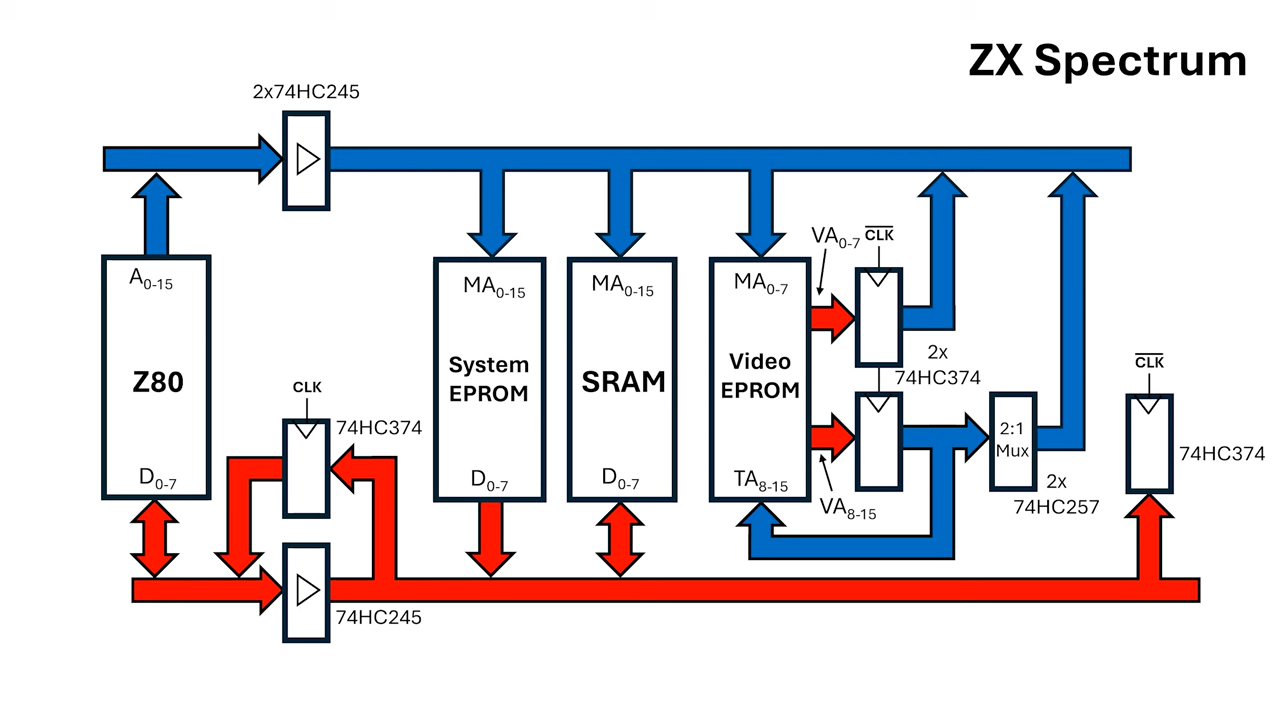 ZX Spectrum
2x74HC245
A0-15
Z80
D0-7
CLK
74HC374
74HC245
MA0-15
System
EPROM
D0-7
MA0-15
SRAM
D0-7
MA0-7
Video
EPROM
TA8-15
VA0-7
CLK
2x
74HC374
VA8-15
2:1
Mux
2x
74HC257
CLK
74HC374